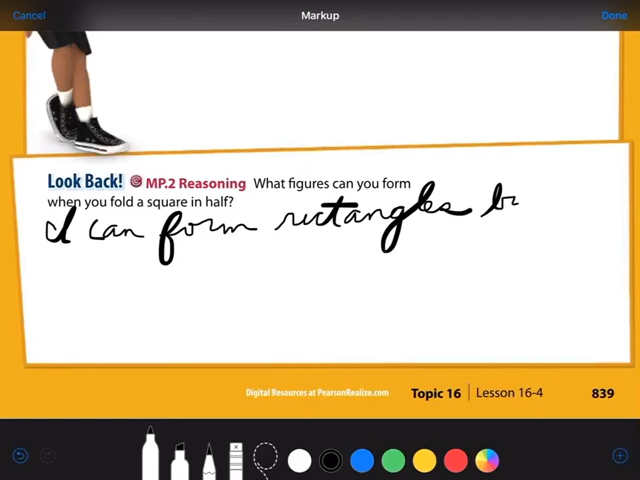 Cancel
Markup
Done
Look Back! MP.2 Reasoning What figures can you form
when you fold a square in half?
I can form rectangles b
Digital Resources at PearsonRealize.com
Topic 16 | Lesson 16-4
839